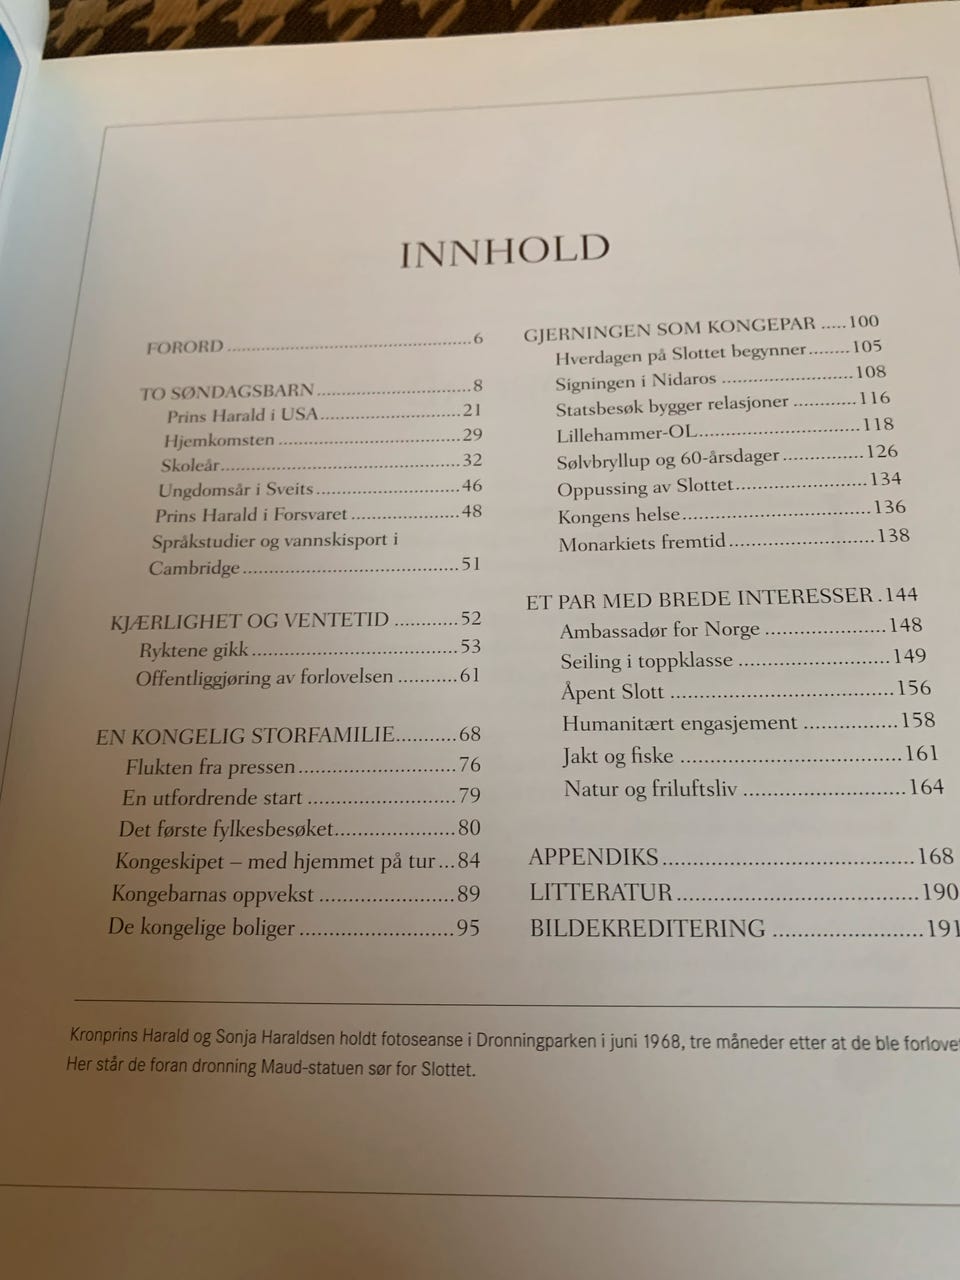 INNHOLD
FORORD ........................................... 6
TO SØNDAGSBARN ........................... 8
Prins Harald i USA ......................... 21
Hjemkomsten ................................. 29
Skoleår ........................................... 32
Ungdomsår i Sveits ......................... 46
Prins Harald i Forsvaret ................... 48
Språkstudier og vannskisport i
Cambridge ...................................... 51
KJÆRLIGHET OG VENTETID ............ 52
Ryktene gikk .................................. 53
Offentliggjøring av forlovelsen .......... 61
EN KONGELIG STORFAMILIE ........... 68
Flukten fra pressen .......................... 76
En utfordrende start ........................ 79
Det første fylkesbesøket .................. 80
Kongeskipet – med hjemmet på tur ... 84
Kongebarnas oppvekst ..................... 89
De kongelige boliger ....................... 95
GJERNINGEN SOM KONGEPAR ..... 100
Hverdagen på Slottet begynner ........ 105
Signingen i Nidaros ....................... 108
Statsbesøk bygger relasjoner ............ 116
Lillehammer-OL ............................ 118
Sølvbryllup og 60-årsdager .............. 126
Oppussing av Slottet ...................... 134
Kongens helse ................................ 136
Monarkiets fremtid ........................ 138
ET PAR MED BREDE INTERESSER . 144
Ambassadør for Norge .................... 148
Seiling i toppklasse ......................... 149
Åpent Slott .................................... 156
Humanitært engasjement ................ 158
Jakt og fiske ................................... 161
Natur og friluftsliv .......................... 164
APPENDIKS ..................................... 168
LITTERATUR ................................... 190
BILDEKREDITERING ...................... 191
Kronprins Harald og Sonja Haraldsen holdt fotoseanse i Dronningparken i juni 1968, tre måneder etter at de ble forlovet
Her står de foran dronning Maud-statuen sør for Slottet.